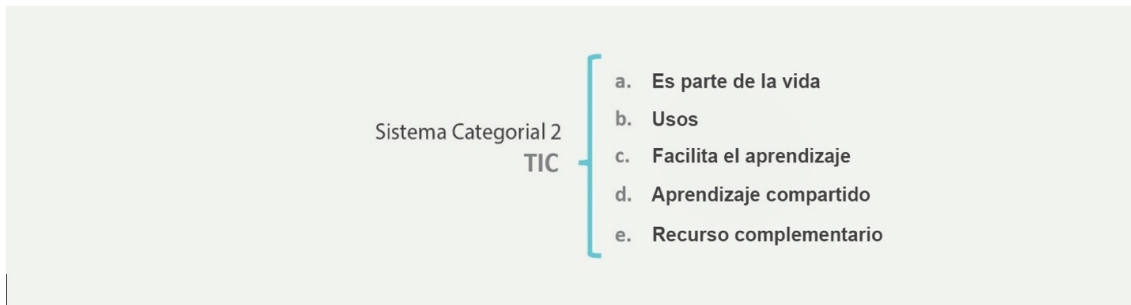 Sistema Categorial 2
TIC
a. Es parte de la vida
b. Usos
c. Facilita el aprendizaje
d. Aprendizaje compartido
e. Recurso complementario